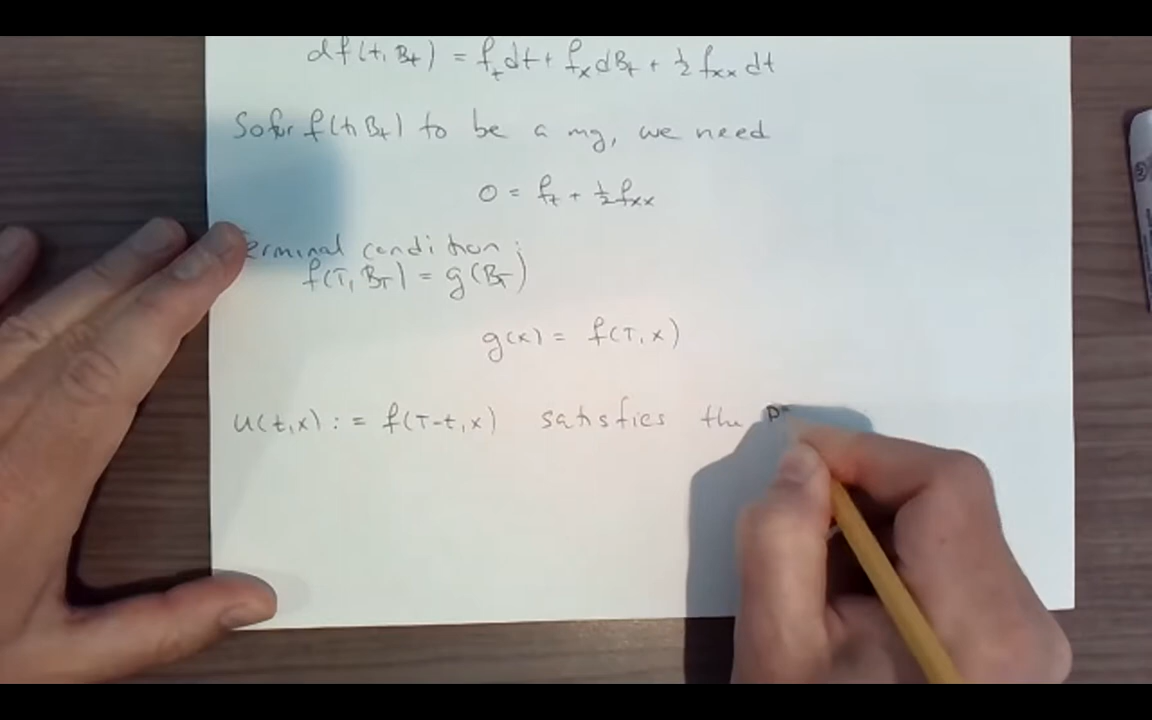 df(t, Bt) = ft dt + fx dBt + ½ fxx dt
So for f(t, Bt) to be a mg, we need
0 = ft + ½ fxx
Terminal condition:
f(T, BT) = g(BT)
g(x) = f(T, x)
u(t,x) := f(T-t, x) satisfies the